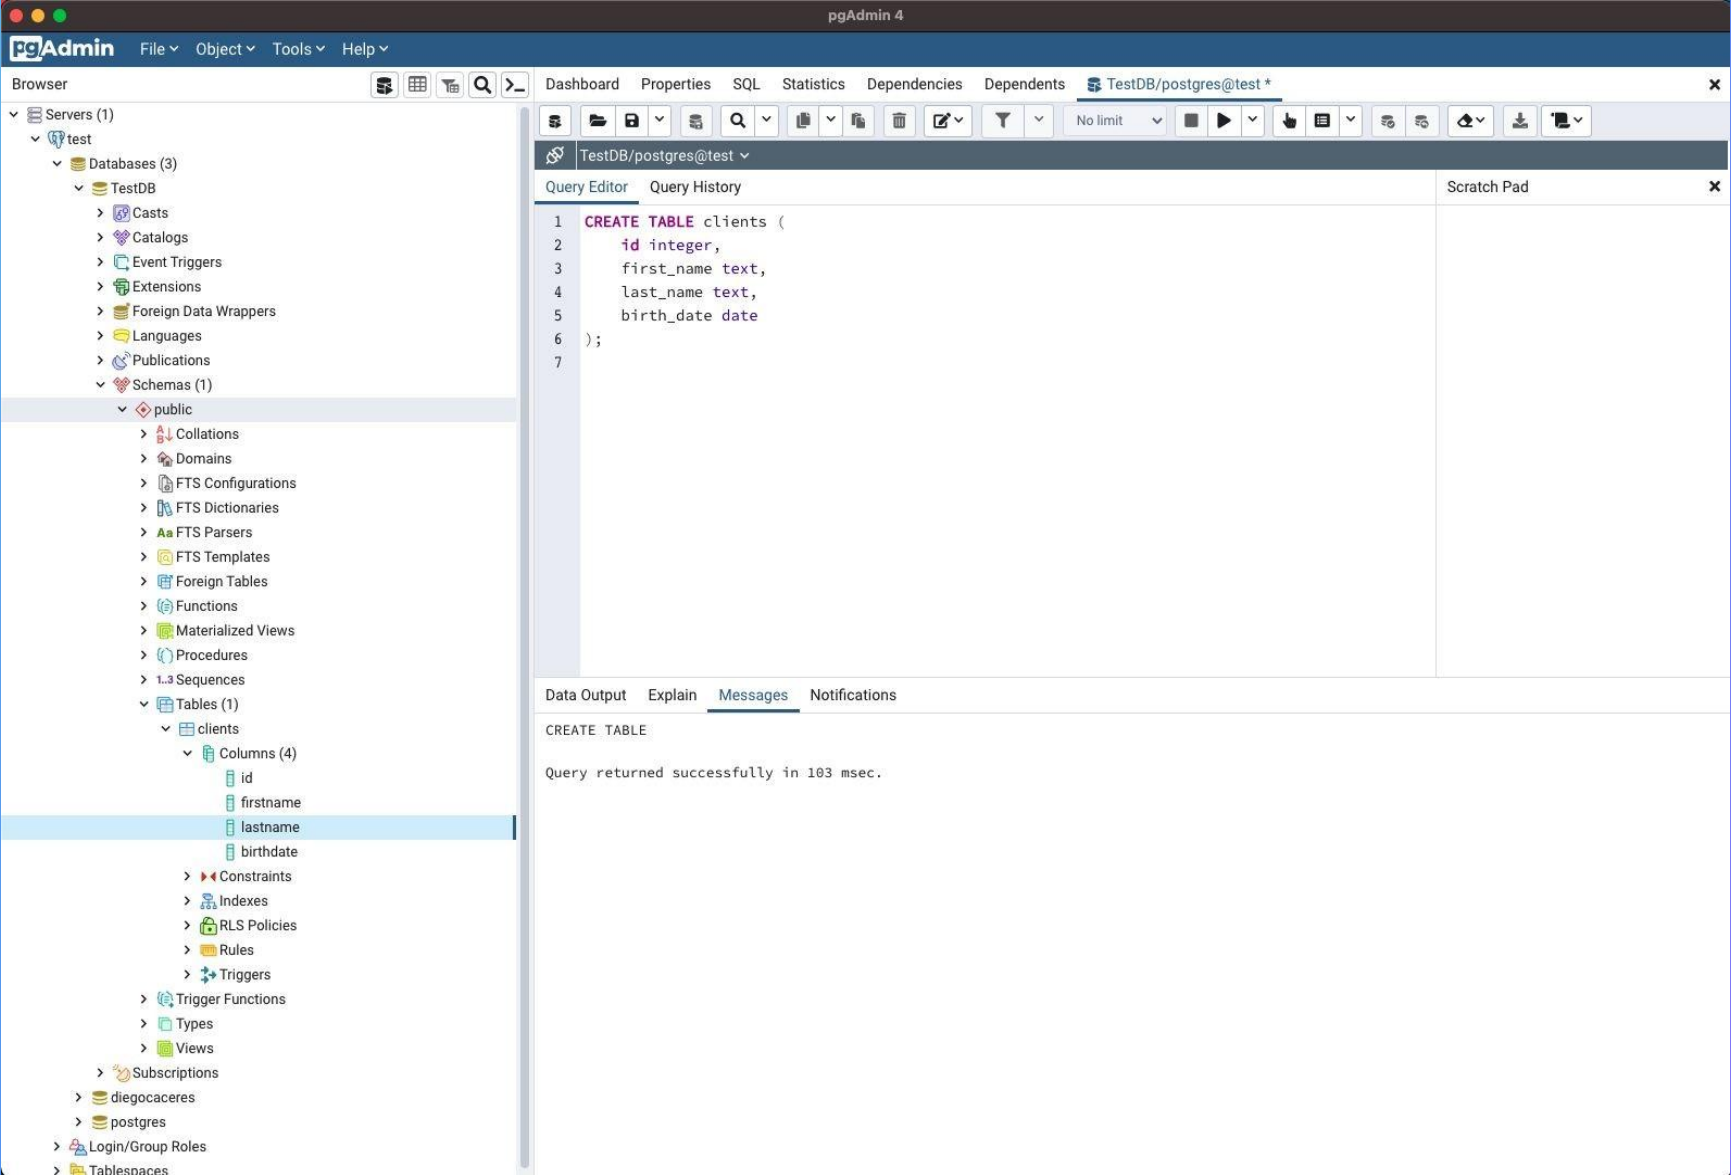 pgAdmin 4
pgAdmin File Object Tools Help
Browser
Dashboard Properties SQL Statistics Dependencies Dependents TestDB/postgres@test *
No limit
TestDB/postgres@test
Query Editor Query History
Scratch Pad
Servers (1)
test
Databases (3)
TestDB
Casts
Catalogs
Event Triggers
Extensions
Foreign Data Wrappers
Languages
Publications
Schemas (1)
public
Collations
Domains
FTS Configurations
FTS Dictionaries
Aa FTS Parsers
FTS Templates
Foreign Tables
Functions
Materialized Views
Procedures
1..3 Sequences
Tables (1)
clients
Columns (4)
id
firstname
lastname
birthdate
Constraints
Indexes
RLS Policies
Rules
Triggers
Trigger Functions
Types
Views
Subscriptions
diegocaceres
postgres
Login/Group Roles
Tablespaces
1 CREATE TABLE clients (
2 id integer,
3 first_name text,
4 last_name text,
5 birth_date date
6 );
7
Data Output Explain Messages Notifications
CREATE TABLE
Query returned successfully in 103 msec.